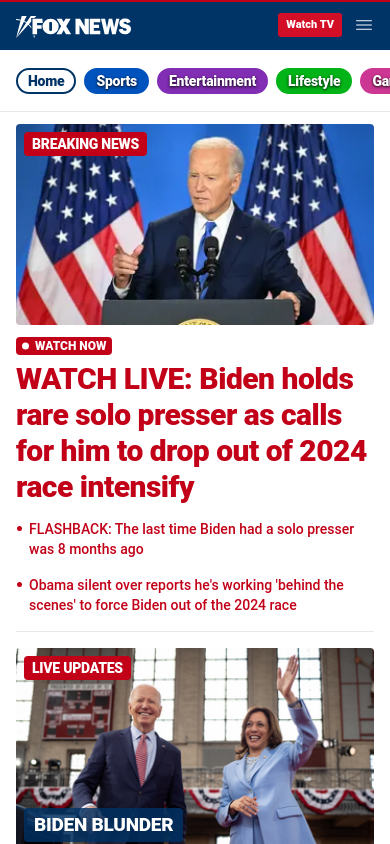 FOX NEWS
Watch TV
Home
Sports
Entertainment
Lifestyle
Ga
BREAKING NEWS
WATCH NOW
WATCH LIVE: Biden holds
rare solo presser as calls
for him to drop out of 2024
race intensify
• FLASHBACK: The last time Biden had a solo presser
was 8 months ago
• Obama silent over reports he's working 'behind the
scenes' to force Biden out of the 2024 race
LIVE UPDATES
BIDEN BLUNDER